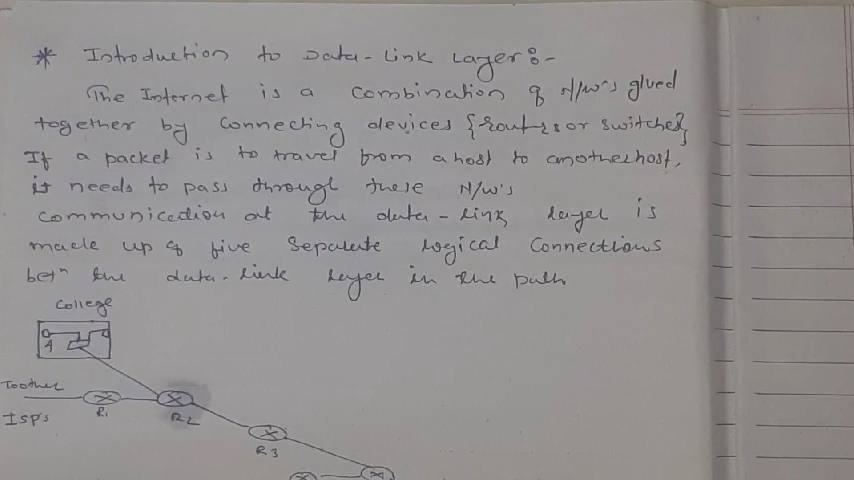 * Introduction to Data-Link Layer:-
The Internet is a combination of N/W's glued
together by connecting devices {routers or switches}
If a packet is to travel from a host to another host,
it needs to pass through these N/W's
communication at the data-link layer is
made up of five separate logical connections
betn the data-link layer in the path
College
A
To other
ISP's
R1
R2
R3